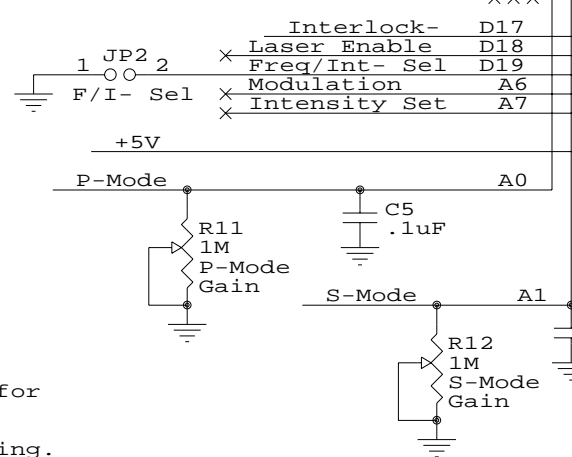 Interlock- D17
Laser Enable D18
JP2
1 2 Freq/Int- Sel D19
F/I- Sel Modulation A6
Intensity Set A7
+5V
P-Mode A0
R11
1M
P-Mode
Gain
C5
.1uF
S-Mode A1
R12
1M
S-Mode
Gain
for
ing.